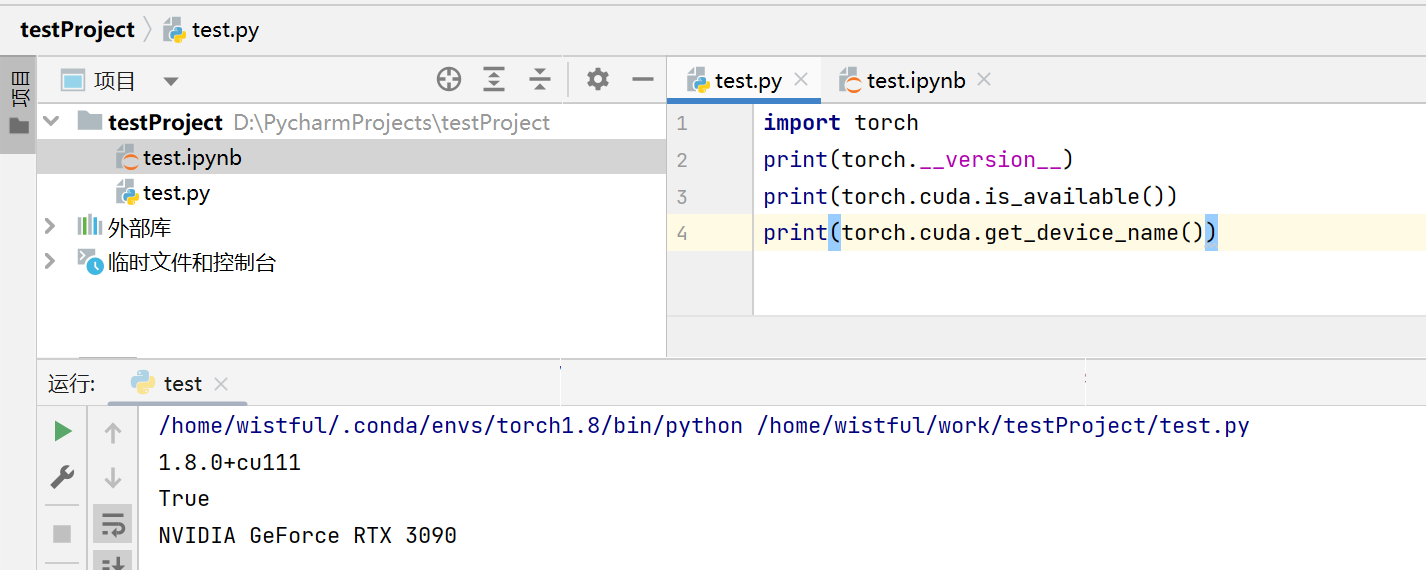 testProject test.py
项目
项目
test.py
test.ipynb
testProject D:\PycharmProjects\testProject
test.ipynb
test.py
外部库
临时文件和控制台
1 import torch
2 print(torch.__version__)
3 print(torch.cuda.is_available())
4 print(torch.cuda.get_device_name())
运行: test
/home/wistful/.conda/envs/torch1.8/bin/python /home/wistful/work/testProject/test.py
1.8.0+cu111
True
NVIDIA GeForce RTX 3090